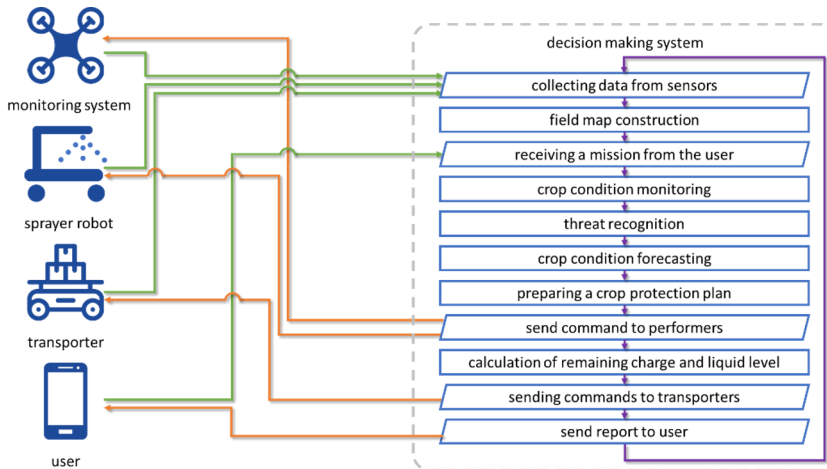 decision making system
monitoring system
collecting data from sensors
field map construction
receiving a mission from the user
crop condition monitoring
sprayer robot
threat recognition
crop condition forecasting
preparing a crop protection plan
transporter
send command to performers
calculation of remaining charge and liquid level
sending commands to transporters
send report to user
user